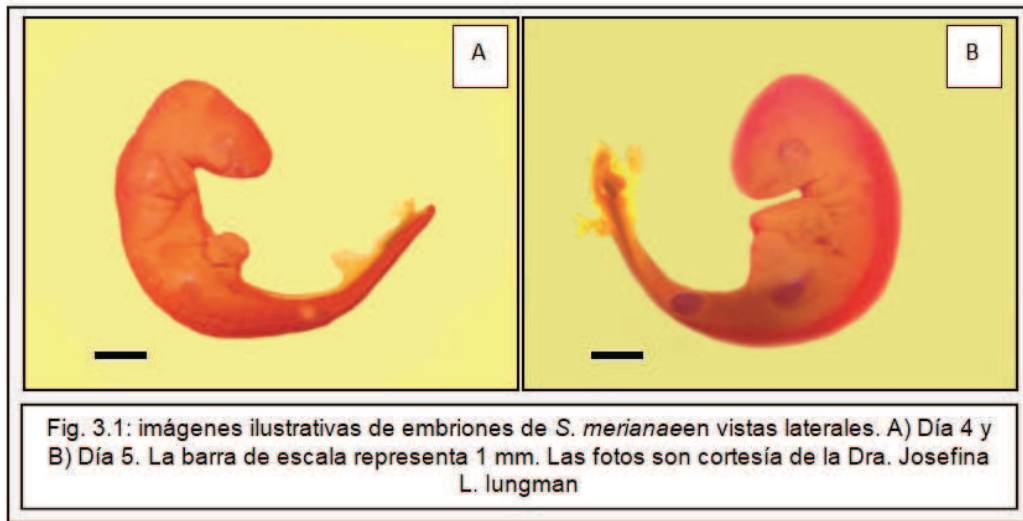 A
B
Fig. 3.1: imágenes ilustrativas de embriones de S. merianaeen vistas laterales. A) Día 4 y
B) Día 5. La barra de escala representa 1 mm. Las fotos son cortesía de la Dra. Josefina
L. Iungman